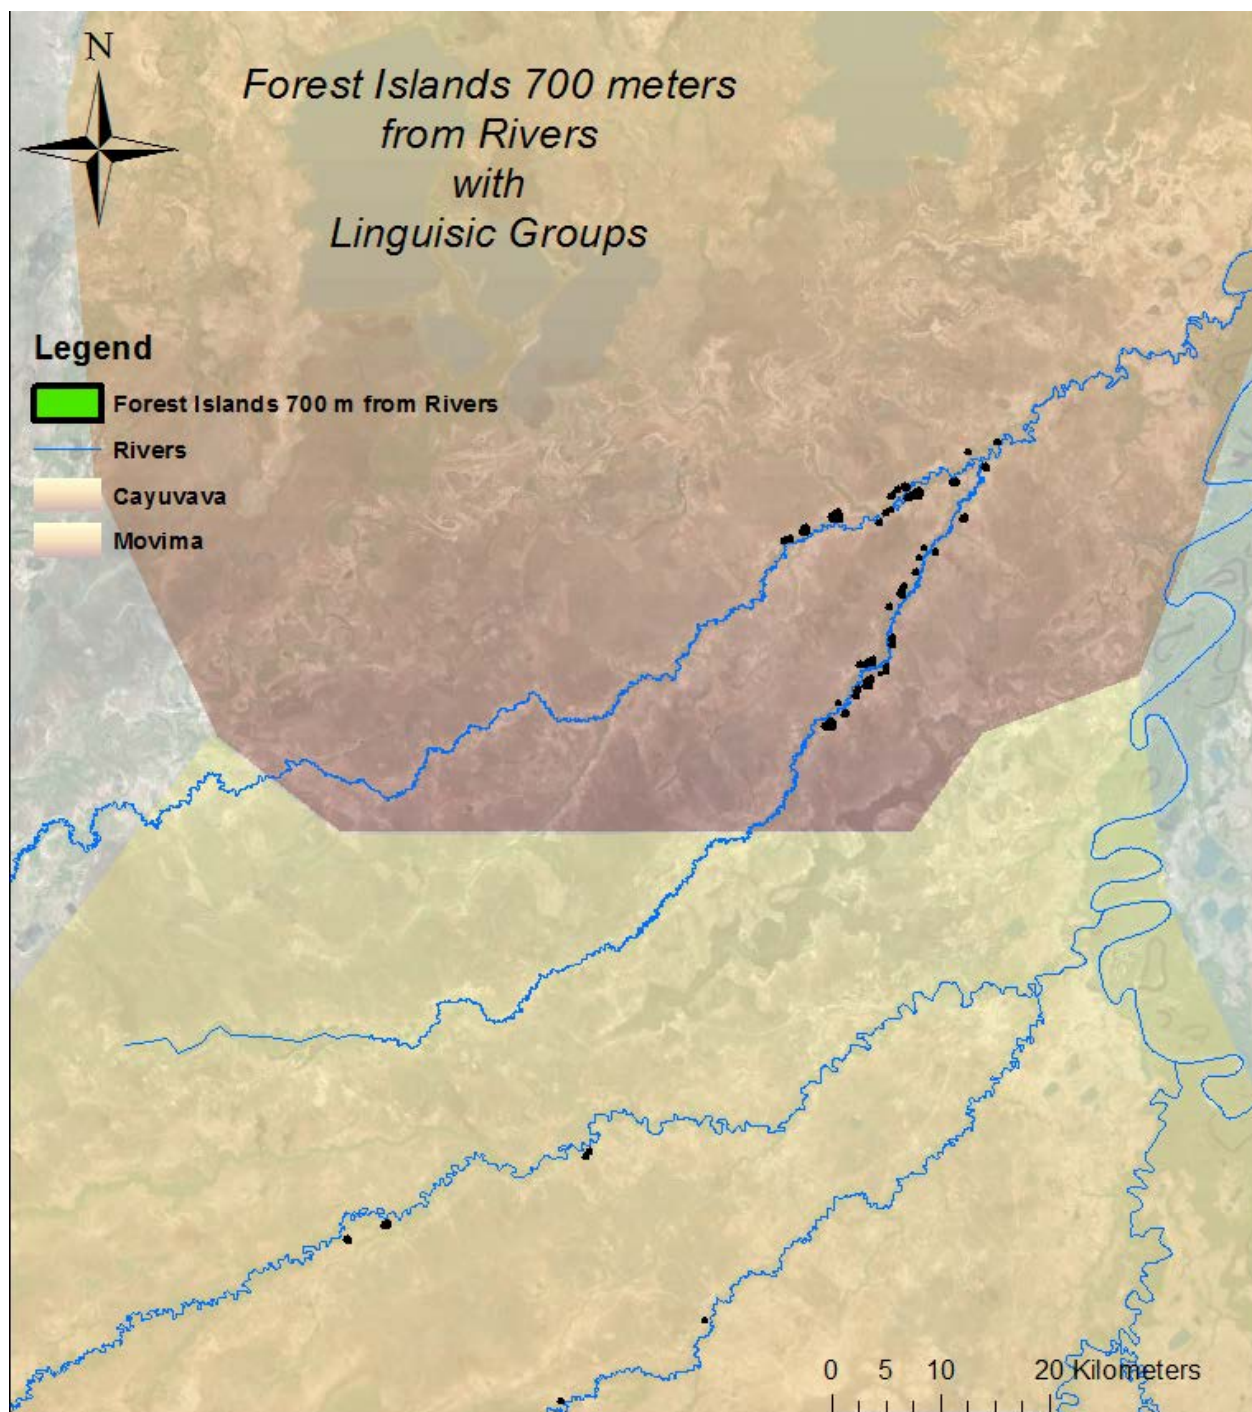 N
Forest Islands 700 meters
from Rivers
with
Linguisic Groups
Legend
Forest Islands 700 m from Rivers
Rivers
Cayuvava
Movima
0 5 10 20 Kilometers